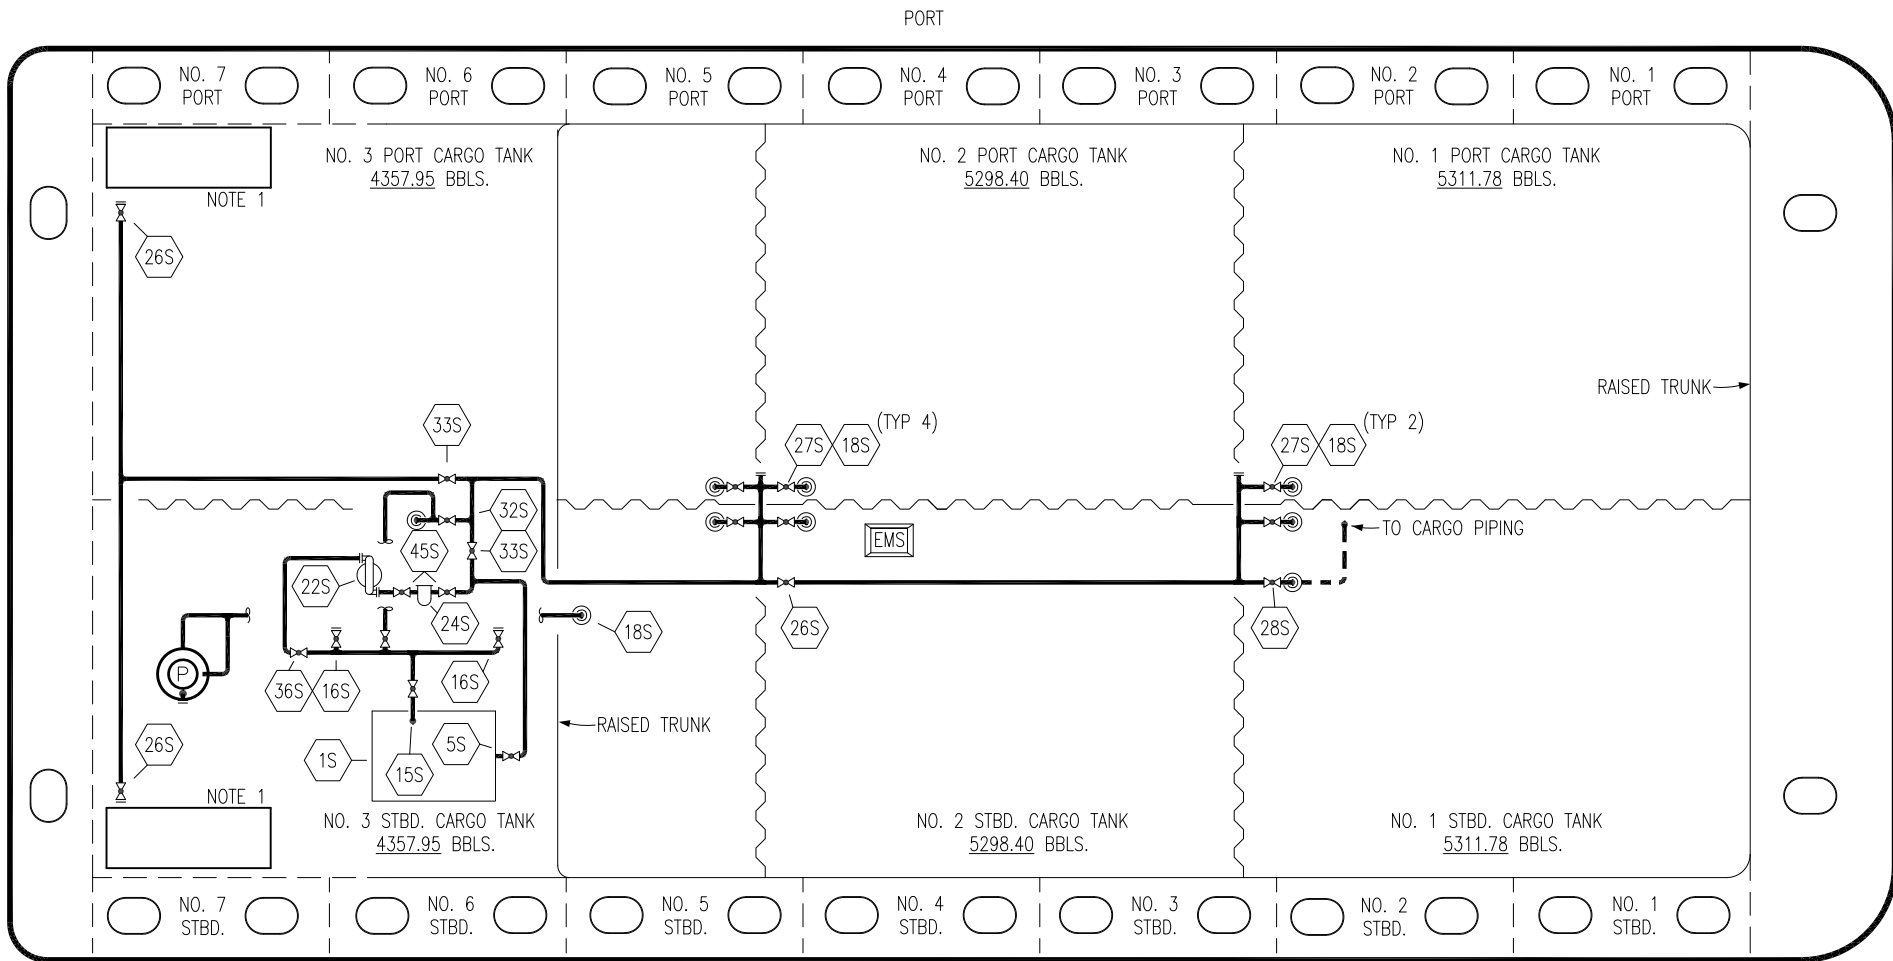 PORT
NO. 7
PORT
NO. 6
PORT
NO. 5
PORT
NO. 4
PORT
NO. 3
PORT
NO. 2
PORT
NO. 1
PORT
NO. 3 PORT CARGO TANK
4357.95 BBLS.
NO. 2 PORT CARGO TANK
5298.40 BBLS.
NO. 1 PORT CARGO TANK
5311.78 BBLS.
NOTE 1
26S
RAISED TRUNK
33S
27S
18S
(TYP 4)
27S
18S
(TYP 2)
32S
33S
45S
EMS
TO CARGO PIPING
22S
24S
18S
26S
28S
P
36S
16S
16S
RAISED TRUNK
26S
1S
15S
5S
NOTE 1
NO. 3 STBD. CARGO TANK
4357.95 BBLS.
NO. 2 STBD. CARGO TANK
5298.40 BBLS.
NO. 1 STBD. CARGO TANK
5311.78 BBLS.
NO. 7
STBD.
NO. 6
STBD.
NO. 5
STBD.
NO. 4
STBD.
NO. 3
STBD.
NO. 2
STBD.
NO. 1
STBD.